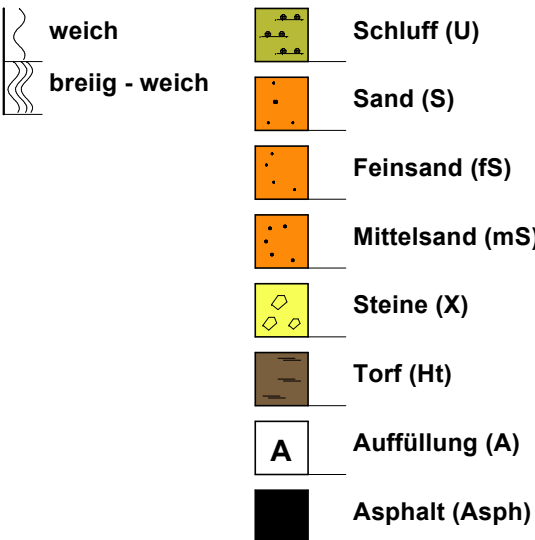 weich
breiig - weich
Schluff (U)
Sand (S)
Feinsand (fS)
Mittelsand (mS)
Steine (X)
Torf (Ht)
A
Auffüllung (A)
Asphalt (Asph)